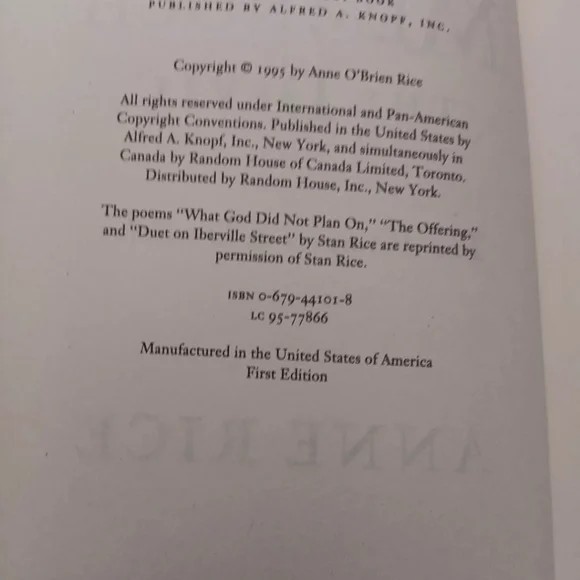 BOOK
PUBLISHED BY ALFRED A. KNOPF, INC.
Copyright © 1995 by Anne O'Brien Rice
All rights reserved under International and Pan-American
Copyright Conventions. Published in the United States by
Alfred A. Knopf, Inc., New York, and simultaneously in
Canada by Random House of Canada Limited, Toronto.
Distributed by Random House, Inc., New York.
The poems "What God Did Not Plan On," "The Offering,"
and "Duet on Iberville Street" by Stan Rice are reprinted by
permission of Stan Rice.
ISBN 0-679-44101-8
LC 95-77866
Manufactured in the United States of America
First Edition
ANNE RICE